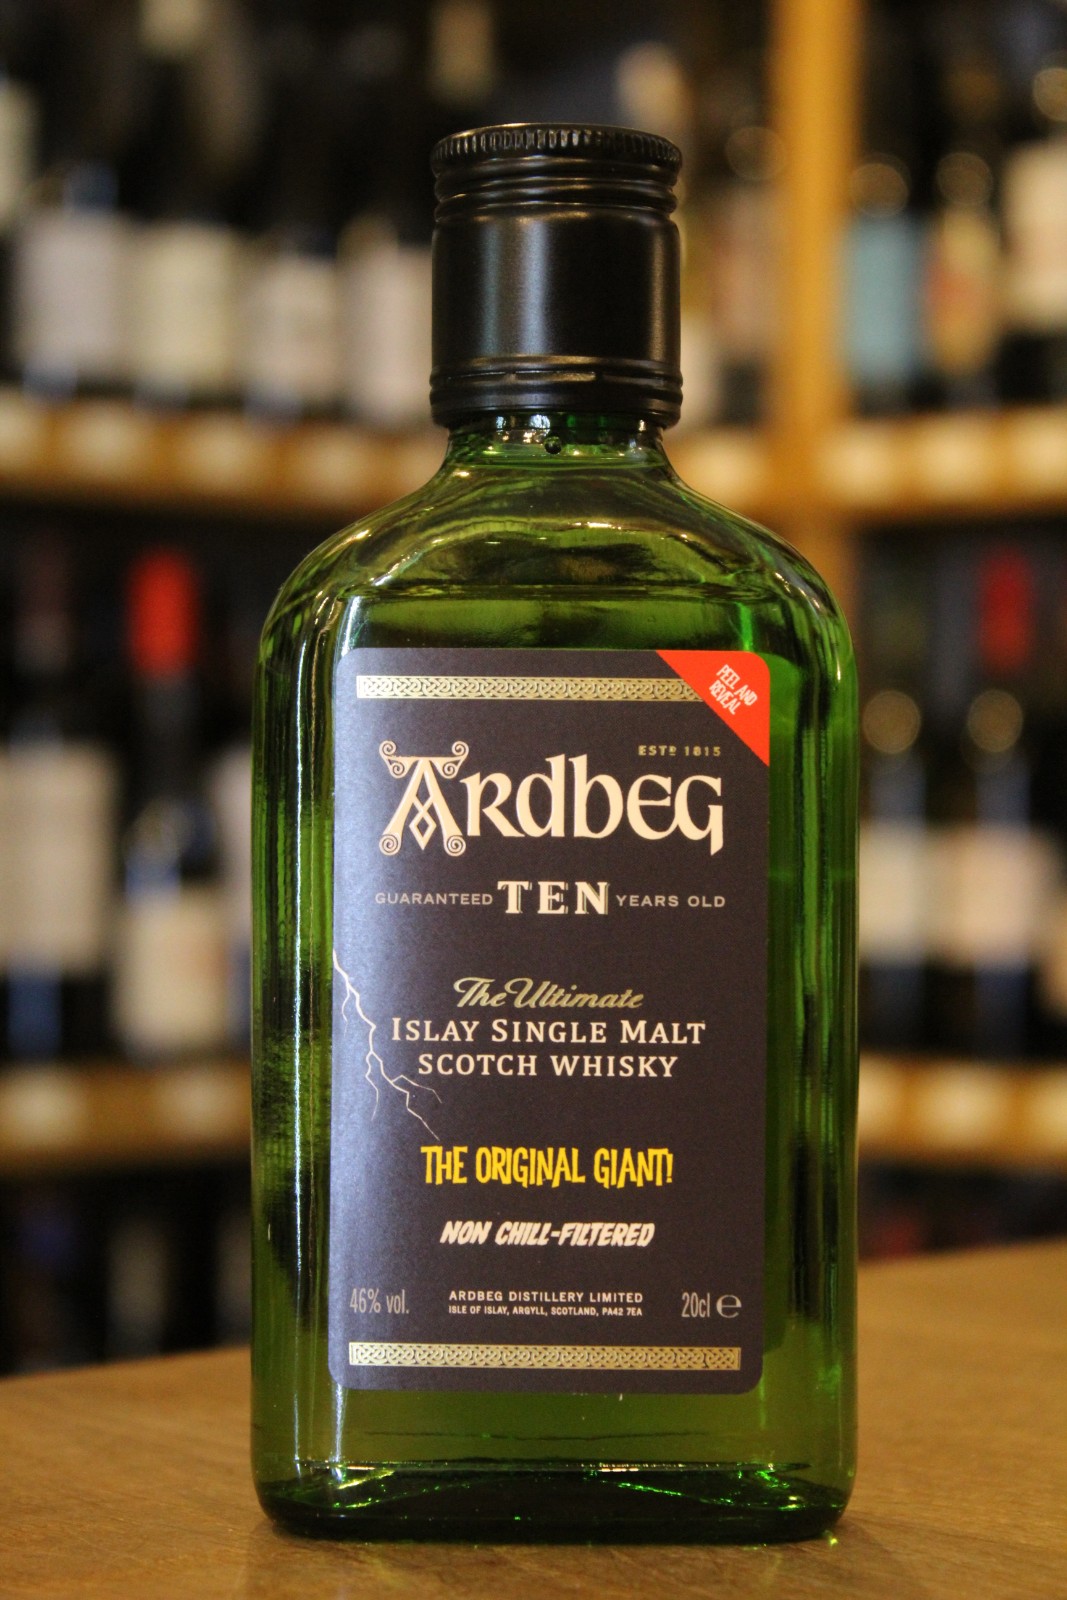 PEEL AND
REVEAL
ESTD 1815
ARDBEG
GUARANTEED TEN YEARS OLD
The Ultimate
ISLAY SINGLE MALT
SCOTCH WHISKY
THE ORIGINAL GIANT!
NON CHILL-FILTERED
46% vol.
ARDBEG DISTILLERY LIMITED
ISLE OF ISLAY, ARGYLL, SCOTLAND, PA42 7EA
20cl ℮